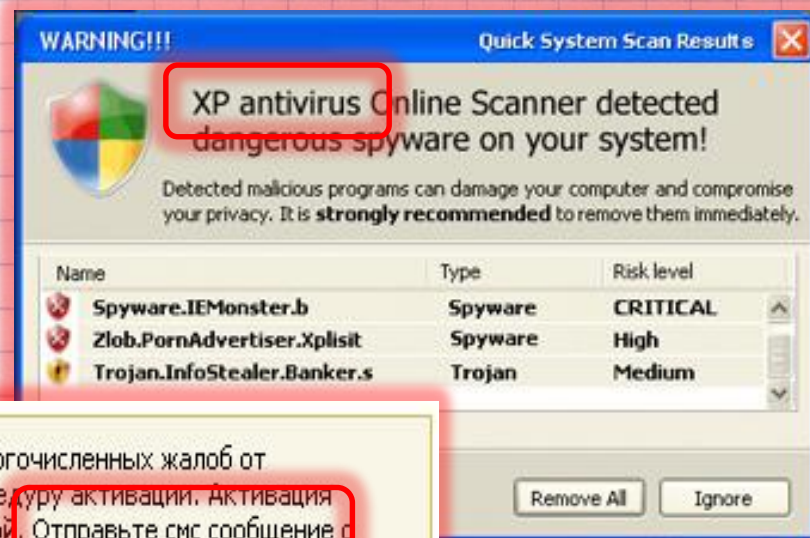 WARNING!!! Quick System Scan Results
XP antivirus Online Scanner detected
dangerous spyware on your system!
Detected malicious programs can damage your computer and compromise
your privacy. It is strongly recommended to remove them immediately.
Name Type Risk level
Spyware.IEMonster.b Spyware CRITICAL
Zlob.PornAdvertiser.Xplisit Spyware High
Trojan.InfoStealer.Banker.s Trojan Medium
Remove All Ignore
жалоб от
активации. Активация
Отправьте смс сообщение